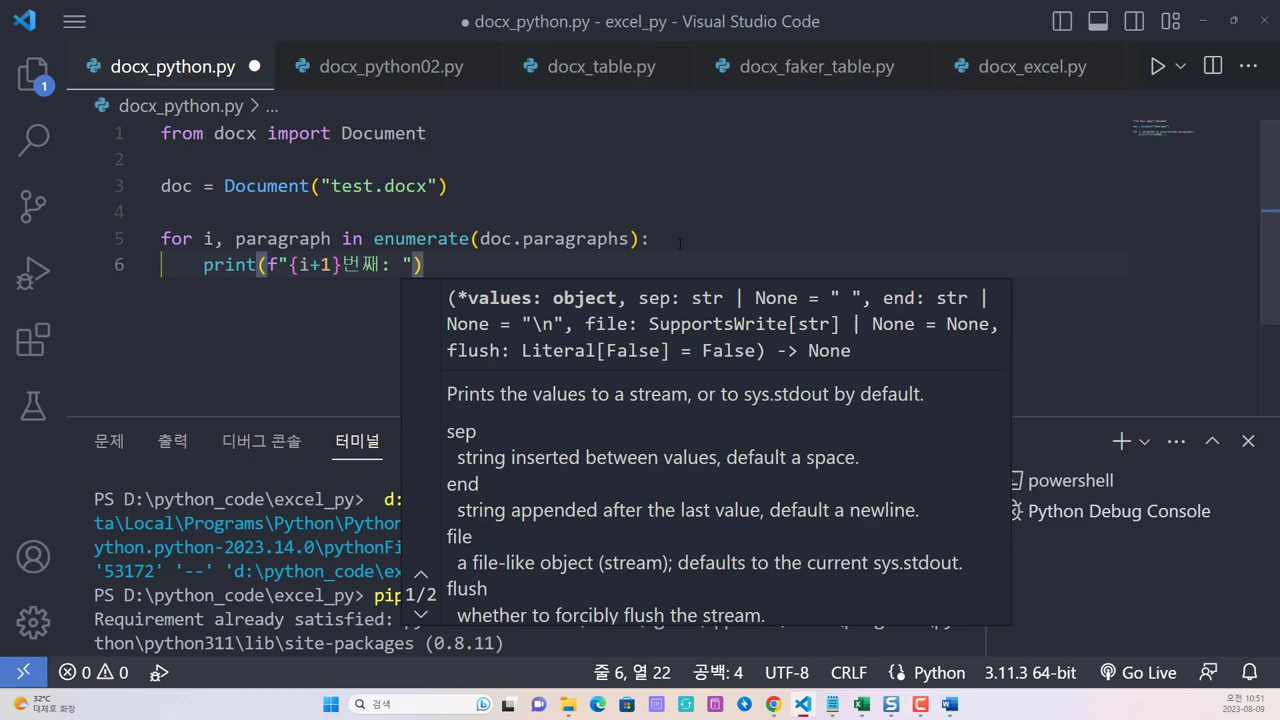 docx_python.py - excel_py - Visual Studio Code
docx_python.py
docx_python02.py
docx_table.py
docx_faker_table.py
docx_excel.py
1
docx_python.py > ...
1 from docx import Document
2
3 doc = Document("test.docx")
4
5 for i, paragraph in enumerate(doc.paragraphs):
6 print(f"{i+1}번째: ")
(*values: object, sep: str | None = " ", end: str |
None = "\n", file: SupportsWrite[str] | None = None,
flush: Literal[False] = False) -> None
Prints the values to a stream, or to sys.stdout by default.
sep
string inserted between values, default a space.
end
string appended after the last value, default a newline.
file
a file-like object (stream); defaults to the current sys.stdout.
flush
whether to forcibly flush the stream.
1/2
문제 출력 디버그 콘솔 터미널
PS D:\python_code\excel_py> d:
ta\Local\Programs\Python\Python
ython.python-2023.14.0\pythonFi
'53172' '--' 'd:\python_code\ex
PS D:\python_code\excel_py> pip
Requirement already satisfied:
thon\python311\lib\site-packages (0.8.11)
powershell
Python Debug Console
0 0 줄 6, 열 22 공백: 4 UTF-8 CRLF Python 3.11.3 64-bit Go Live
32°C
대체로 화창
검색
오전 10:51
2023-08-09